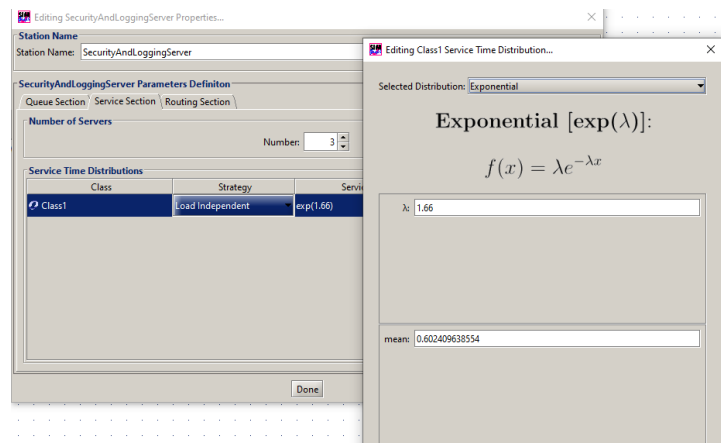 Editing SecurityAndLoggingServer Properties...
Station Name
Station Name: SecurityAndLoggingServer
SecurityAndLoggingServer Parameters Definiton
Queue Section Service Section Routing Section
Number of Servers
Number: 3
Service Time Distributions
Class Strategy
Class1 Load Independent exp(1.66)
Done
Editing Class1 Service Time Distribution...
Selected Distribution: Exponential
Exponential [exp(λ)]:
f(x) = λe^{−λx}
λ: 1.66
mean: 0.602409638554